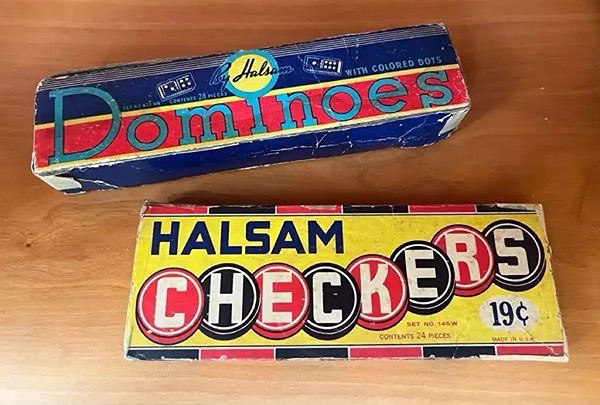 By Halsam
WITH COLORED DOTS
CONTENTS 28 PIECES
Dominoes
HALSAM
CHECKERS
SET NO. 145W
CONTENTS 24 PIECES
19¢
MADE IN U.S.A.